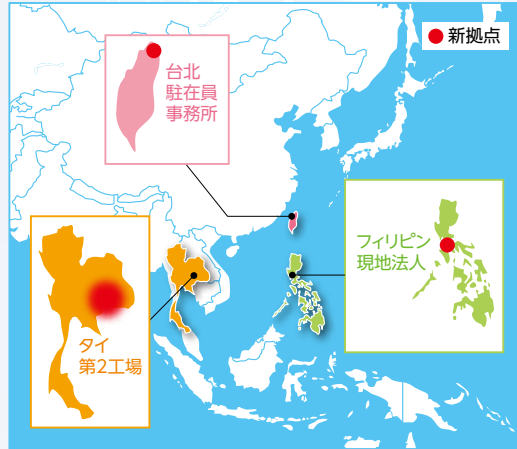 新拠点
台北
駐在員
事務所
フィリピン
現地法人
タイ
第2工場